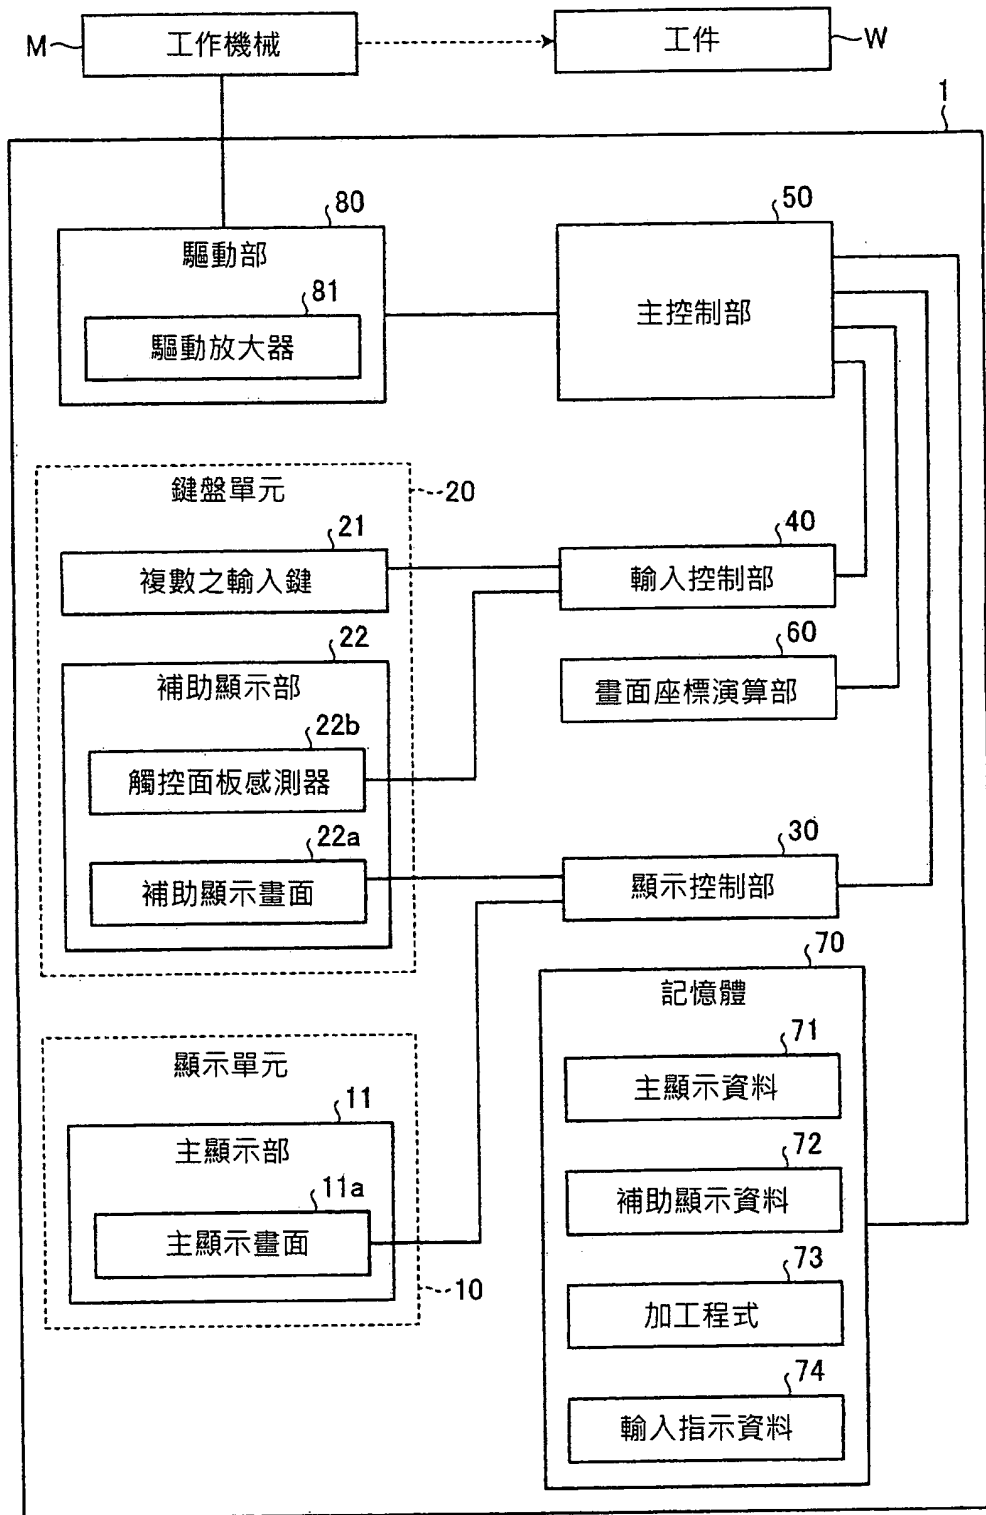 M
工作機械
工件
W
1
80
驅動部
81
驅動放大器
50
主控制部
鍵盤單元
20
21
複數之輸入鍵
40
輸入控制部
22
補助顯示部
60
畫面座標演算部
22b
觸控面板感測器
22a
補助顯示畫面
30
顯示控制部
70
記憶體
顯示單元
71
主顯示資料
11
主顯示部
72
補助顯示資料
11a
主顯示畫面
73
加工程式
10
74
輸入指示資料